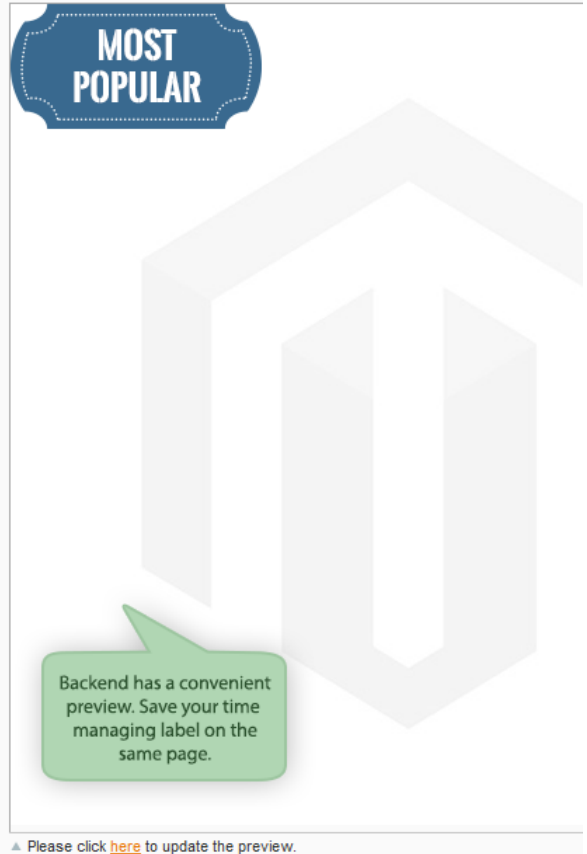 MOST
POPULAR
Backend has a convenient
preview. Save your time
managing label on the
same page.
Please click here to update the preview.